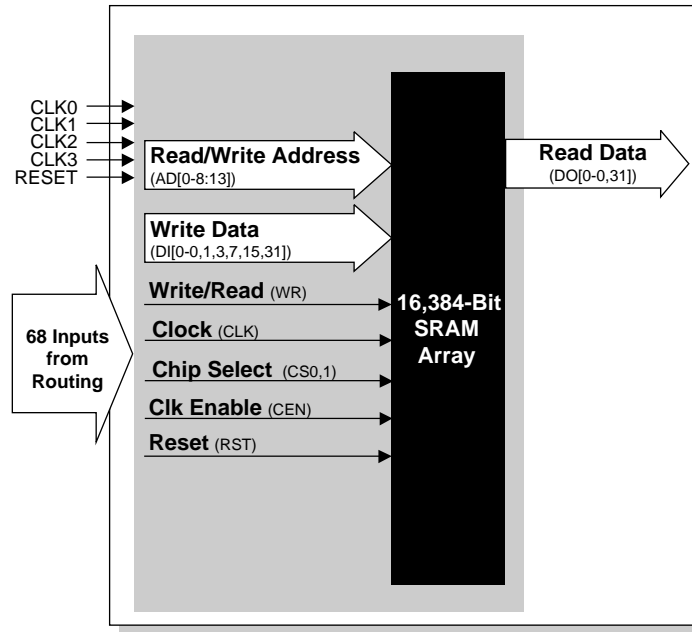 CLK0
CLK1
CLK2
CLK3
RESET
Read/Write Address
(AD[0-8:13])
Read Data
(DO[0-0,31])
Write Data
(DI[0-0,1,3,7,15,31])
Write/Read (WR)
Clock (CLK)
Chip Select (CS0,1)
Clk Enable (CEN)
Reset (RST)
16,384-Bit
SRAM
Array
68 Inputs
from
Routing